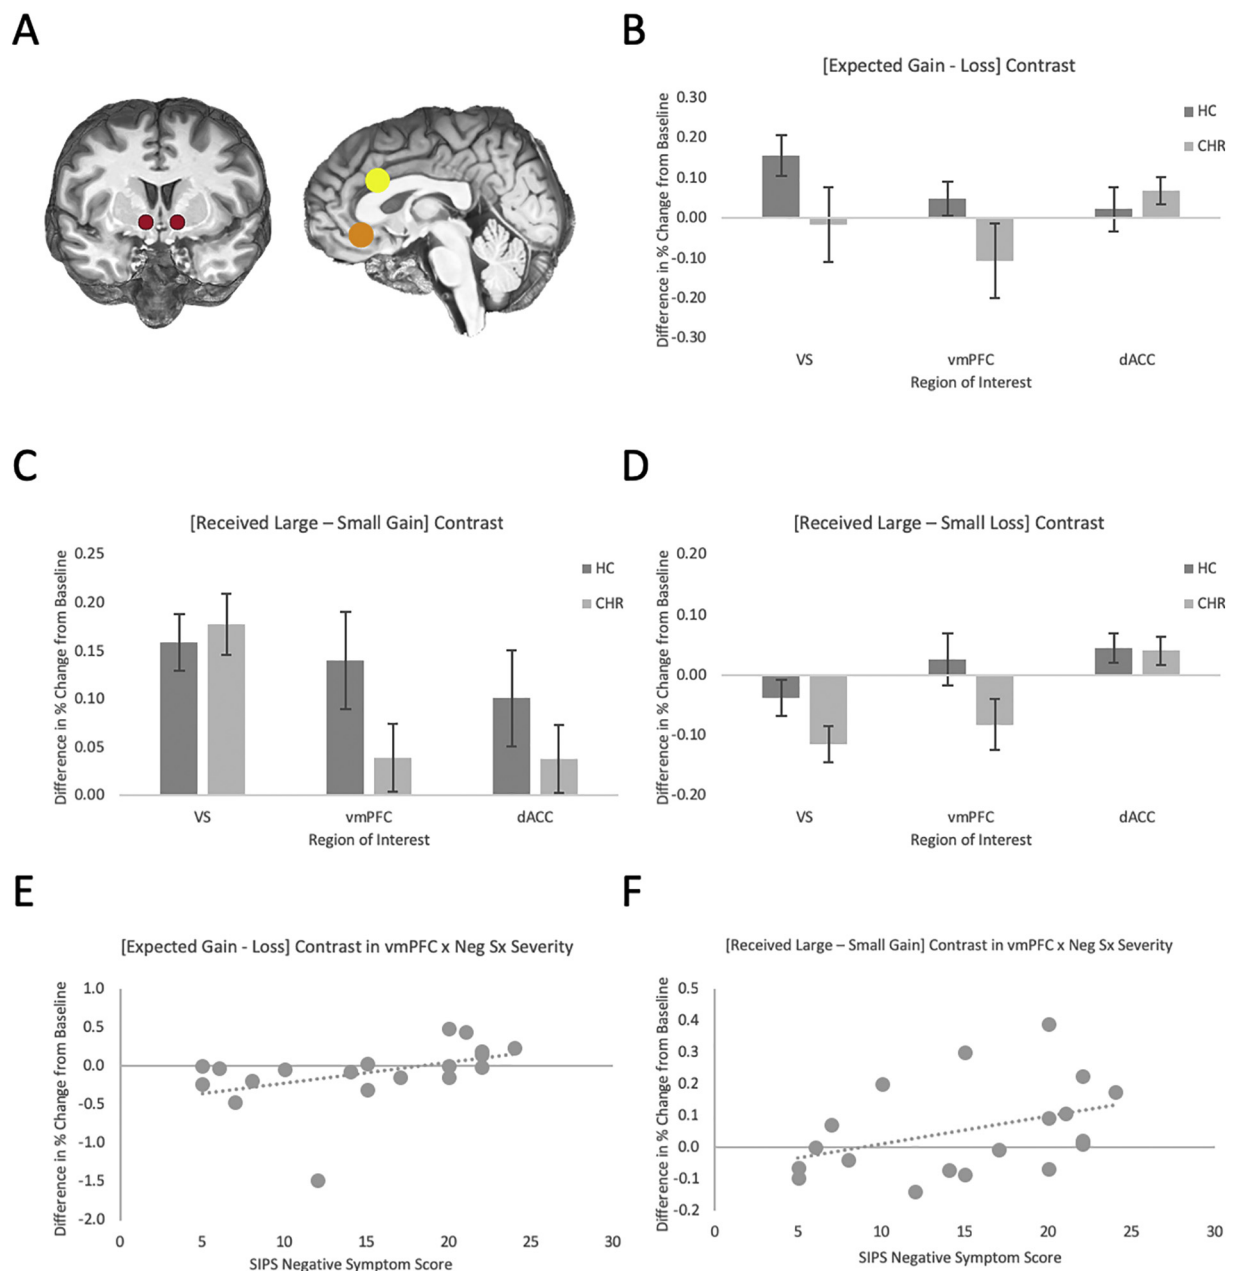 A
B
[Expected Gain - Loss] Contrast
Difference in % Change from Baseline
0.30
0.20
0.10
0.00
-0.10
-0.20
-0.30
HC
CHR
VS
vmPFC
dACC
Region of Interest
C
[Received Large – Small Gain] Contrast
Difference in % Change from Baseline
0.25
0.20
0.15
0.10
0.05
0.00
HC
CHR
VS
vmPFC
dACC
Region of Interest
D
[Received Large – Small Loss] Contrast
Difference in % Change from Baseline
0.20
0.10
0.00
-0.10
-0.20
HC
CHR
VS
vmPFC
dACC
Region of Interest
E
[Expected Gain - Loss] Contrast in vmPFC x Neg Sx Severity
Difference in % Change from Baseline
1.0
0.5
0.0
-0.5
-1.0
-1.5
-2.0
0
5
10
15
20
25
30
SIPS Negative Symptom Score
F
[Received Large – Small Gain] Contrast in vmPFC x Neg Sx Severity
Difference in % Change from Baseline
0.5
0.4
0.3
0.2
0.1
0.0
-0.1
-0.2
0
5
10
15
20
25
30
SIPS Negative Symptom Score